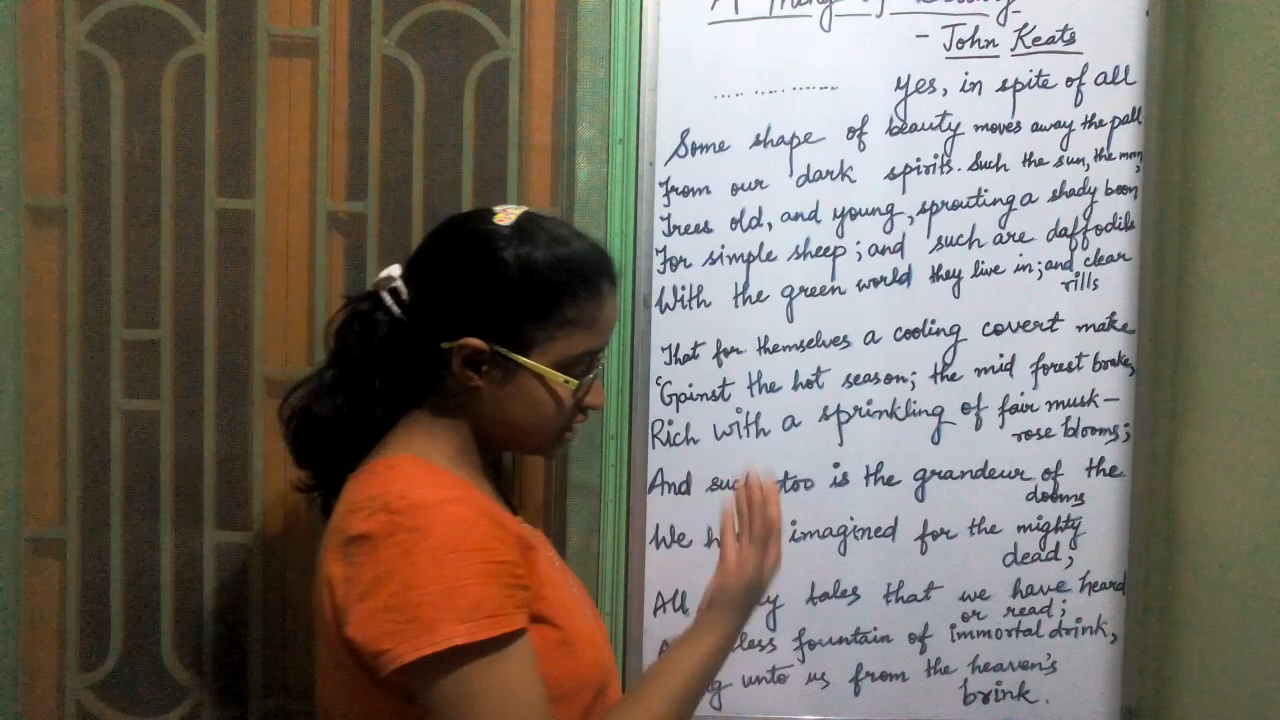 A Thing of Beauty
- John Keats
.... ... ....... Yes, in spite of all
Some shape of beauty moves away the pall
From our dark spirits. Such the sun, the moon,
Trees old, and young, sprouting a shady boon
For simple sheep; and such are daffodils
With the green world they live in; and clear
rills
That for themselves a cooling covert make
'Gainst the hot season; the mid forest brake,
Rich with a sprinkling of fair musk-
rose blooms;
And such too is the grandeur of the
dooms
We imagined for the mighty
dead,
All tales that we have heard
or read;
fountain of immortal drink,
unto us from the heaven's
brink.